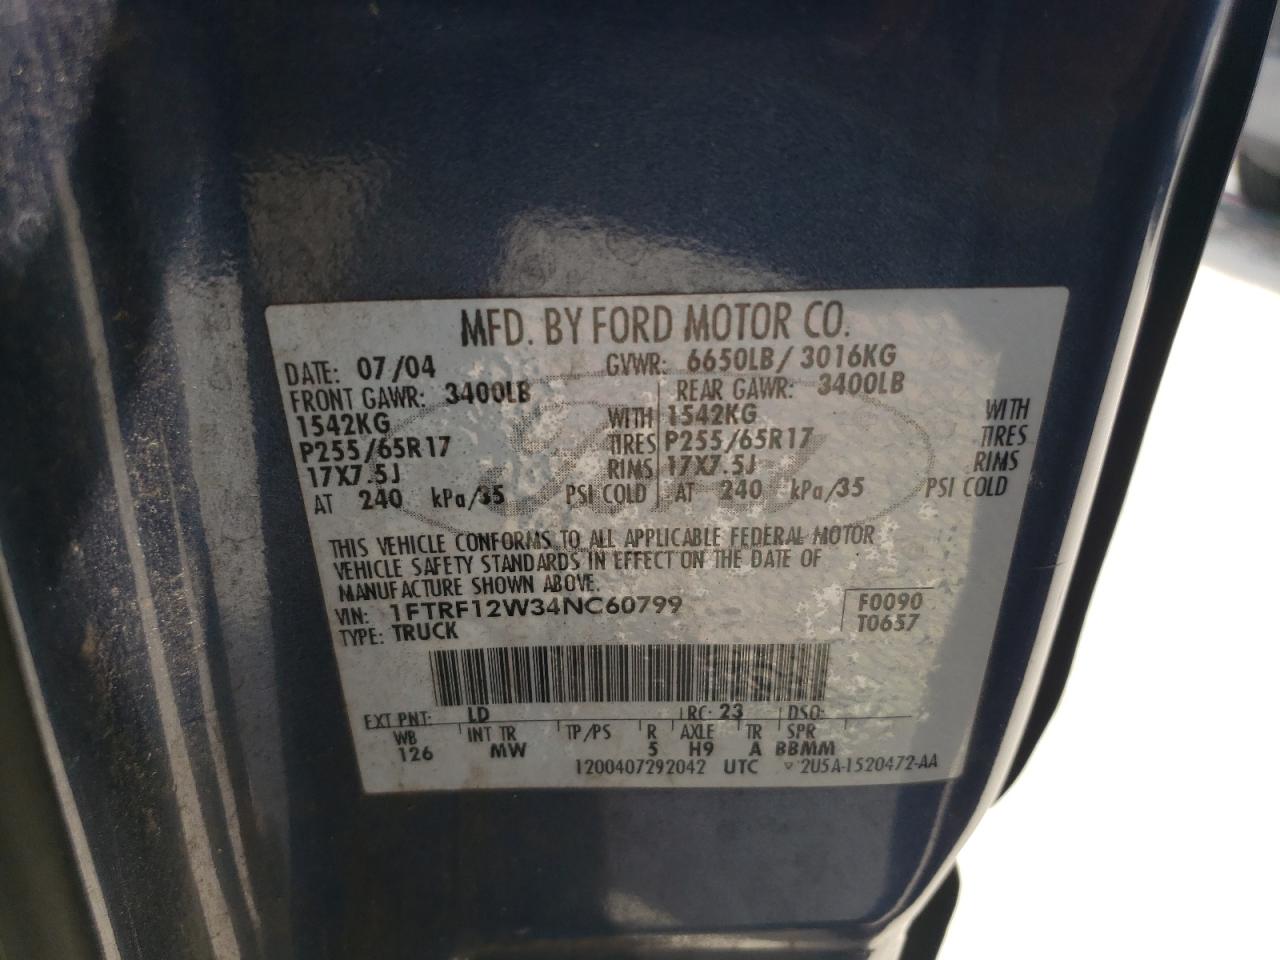 MFD. BY FORD MOTOR CO.
DATE: 07/04 GVWR: 6650LB/ 3016KG
FRONT GAWR: 3400LB REAR GAWR: 3400LB
1542KG WITH 1542KG WITH
P255/65R17 TIRES P255/65R17 TIRES
17X7.5J RIMS 17X7.5J RIMS
AT 240 kPa/35 PSI COLD AT 240 kPa/35 PSI COLD
THIS VEHICLE CONFORMS TO ALL APPLICABLE FEDERAL MOTOR
VEHICLE SAFETY STANDARDS IN EFFECT ON THE DATE OF
MANUFACTURE SHOWN ABOVE.
VIN: 1FTRF12W34NC60799 F0090
TYPE: TRUCK T0657
EXT PNT: LD RC: 23 DSO:
WB INT TR TP/PS R AXLE TR SPR
126 MW 5 H9 A BBMM
1200407292042 UTC ▽ 2U5A-1520472-AA